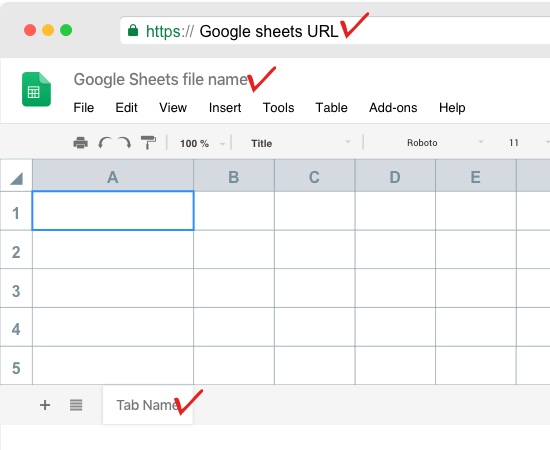 https:// Google sheets URL
Google Sheets file name
File Edit View Insert Tools Table Add-ons Help
100 % Title Roboto 11
A B C D E
1
2
3
4
5
Tab Name